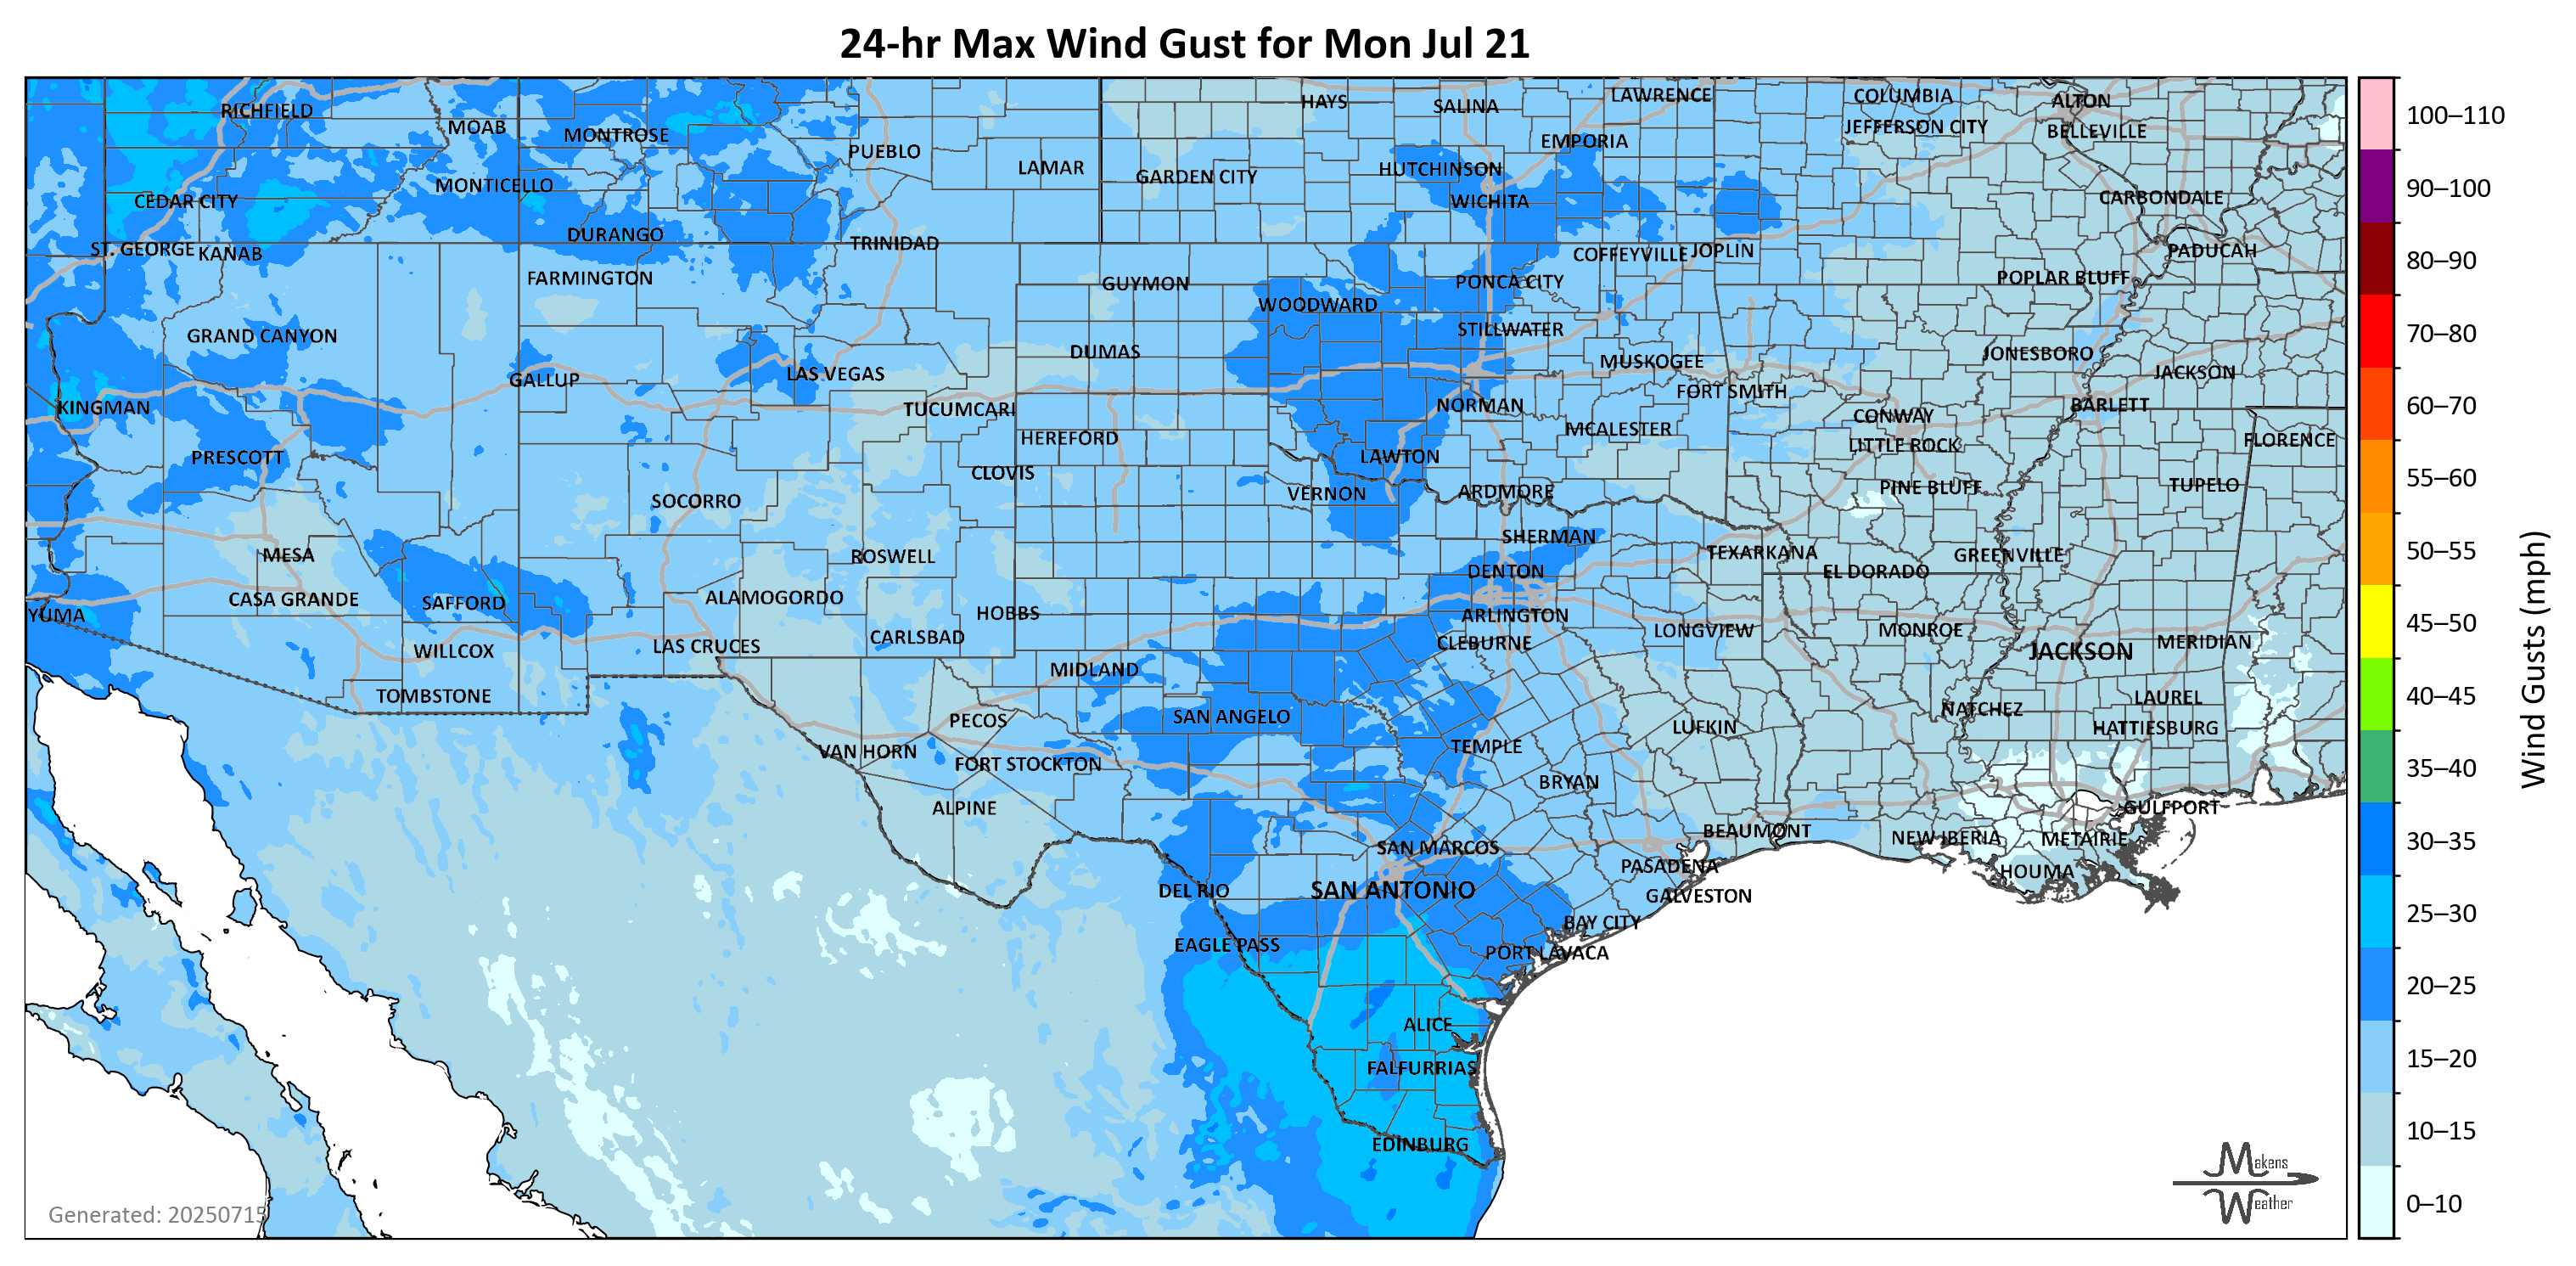 24-hr Max Wind Gust for Mon Jul 21
RICHFIELD
MOAB
MONTROSE
PUEBLO
LAMAR
HAYS
SALINA
LAWRENCE
COLUMBIA
ALTON
EMPORIA
JEFFERSON CITY
BELLEVILLE
GARDEN CITY
HUTCHINSON
MONTICELLO
CEDAR CITY
WICHITA
CARBONDALE
DURANGO
TRINIDAD
ST. GEORGE
KANAB
COFFEYVILLE
JOPLIN
PADUCAH
FARMINGTON
GUYMON
PONCA CITY
POPLAR BLUFF
WOODWARD
GRAND CANYON
STILLWATER
DUMAS
MUSKOGEE
JONESBORO
GALLUP
LAS VEGAS
FORT SMITH
JACKSON
KINGMAN
TUCUMCARI
NORMAN
CONWAY
BARLETT
HEREFORD
MCALESTER
LITTLE ROCK
FLORENCE
PRESCOTT
CLOVIS
LAWTON
SOCORRO
VERNON
ARDMORE
PINE BLUFF
TUPELO
MESA
ROSWELL
SHERMAN
TEXARKANA
GREENVILLE
DENTON
EL DORADO
CASA GRANDE
SAFFORD
ALAMOGORDO
YUMA
HOBBS
ARLINGTON
WILLCOX
LAS CRUCES
CARLSBAD
CLEBURNE
LONGVIEW
MONROE
JACKSON
MERIDIAN
TOMBSTONE
MIDLAND
LAUREL
PECOS
SAN ANGELO
NATCHEZ
HATTIESBURG
LUFKIN
VAN HORN
FORT STOCKTON
TEMPLE
BRYAN
ALPINE
GULFPORT
SAN MARCOS
BEAUMONT
NEW IBERIA
METAIRIE
PASADENA
HOUMA
DEL RIO
SAN ANTONIO
GALVESTON
BAY CITY
EAGLE PASS
PORT LAVACA
ALICE
FALFURRIAS
EDINBURG
Generated: 20250715
Makens
Weather
100–110
90–100
80–90
70–80
60–70
55–60
50–55
45–50
40–45
35–40
30–35
25–30
20–25
15–20
10–15
0–10
Wind Gusts (mph)